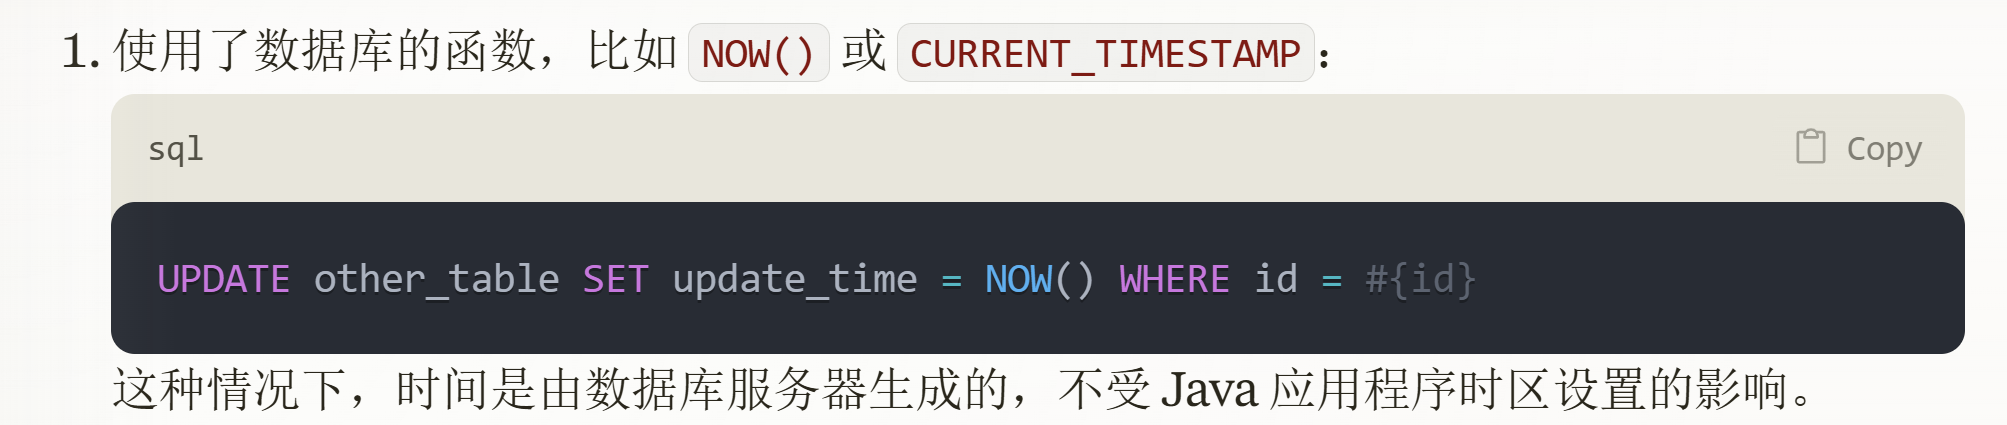 1. 使用了数据库的函数，比如 NOW() 或 CURRENT_TIMESTAMP：
sql
Copy
UPDATE other_table SET update_time = NOW() WHERE id = #{id}
这种情况下，时间是由数据库服务器生成的，不受 Java 应用程序时区设置的影响。